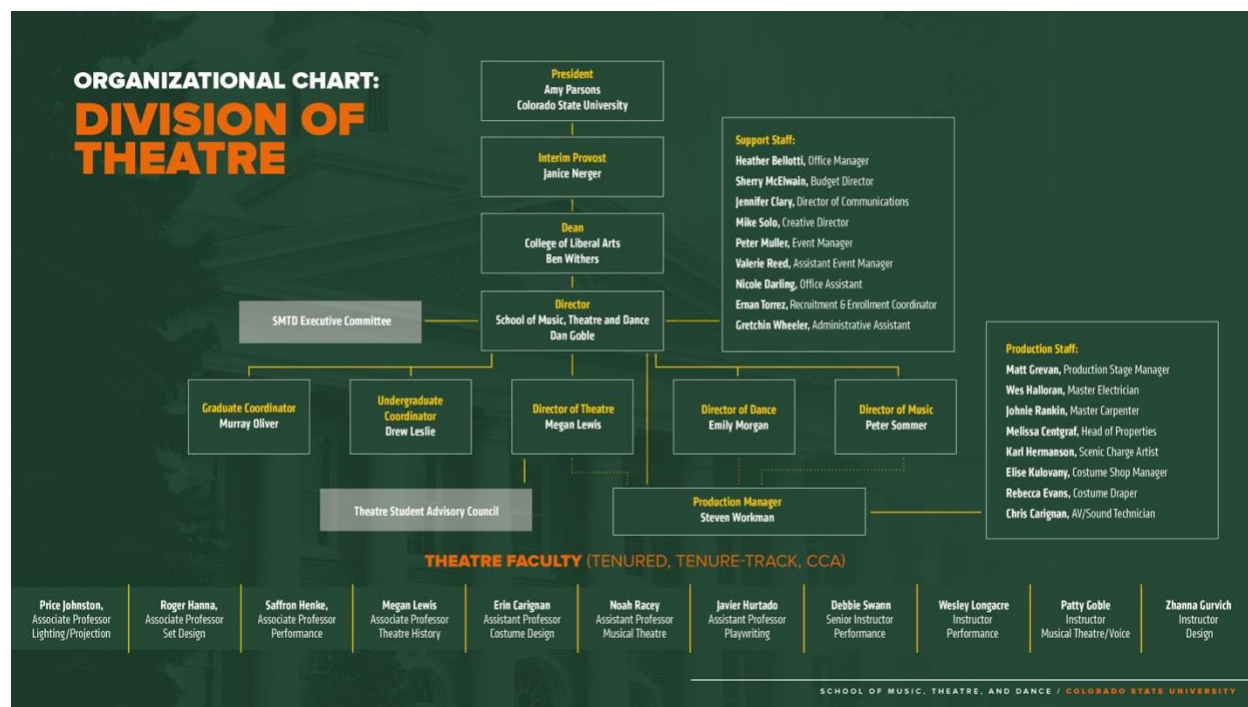 ORGANIZATIONAL CHART:
DIVISION OF
THEATRE
President
Amy Parsons
Colorado State University
Interim Provost
Janice Nerger
Dean
College of Liberal Arts
Ben Withers
Director
School of Music, Theatre and Dance
Dan Goble
SMTD Executive Committee
Support Staff:
Heather Bellotti, Office Manager
Sherry McElwain, Budget Director
Jennifer Clary, Director of Communications
Mike Solo, Creative Director
Peter Muller, Event Manager
Valerie Reed, Assistant Event Manager
Nicole Darling, Office Assistant
Ernan Torrez, Recruitment & Enrollment Coordinator
Gretchin Wheeler, Administrative Assistant
Graduate Coordinator
Murray Oliver
Undergraduate
Coordinator
Drew Leslie
Director of Theatre
Megan Lewis
Director of Dance
Emily Morgan
Director of Music
Peter Sommer
Theatre Student Advisory Council
Production Manager
Steven Workman
Production Staff:
Matt Grevan, Production Stage Manager
Wes Halloran, Master Electrician
Johnie Rankin, Master Carpenter
Melissa Centgraf, Head of Properties
Karl Hermanson, Scenic Charge Artist
Elise Kulovany, Costume Shop Manager
Rebecca Evans, Costume Draper
Chris Carignan, AV/Sound Technician
THEATRE FACULTY (TENURED, TENURE-TRACK, CCA)
Price Johnston,
Associate Professor
Lighting/Projection
Roger Hanna,
Associate Professor
Set Design
Saffron Henke,
Associate Professor
Performance
Megan Lewis
Associate Professor
Theatre History
Erin Carignan
Assistant Professor
Costume Design
Noah Racey
Assistant Professor
Musical Theatre
Javier Hurtado
Assistant Professor
Playwriting
Debbie Swann
Senior Instructor
Performance
Wesley Longacre
Instructor
Performance
Patty Goble
Instructor
Musical Theatre/Voice
Zhanna Gurvich
Instructor
Design
SCHOOL OF MUSIC, THEATRE, AND DANCE / COLORADO STATE UNIVERSITY